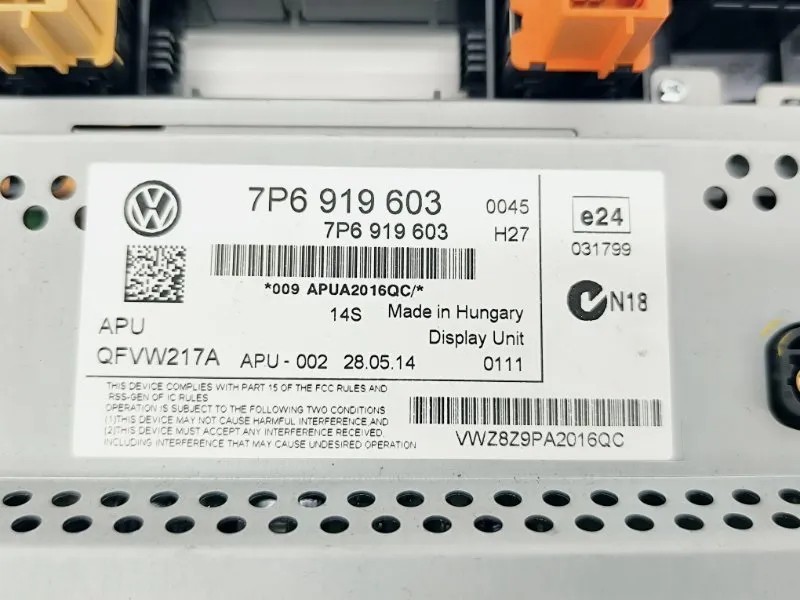 7P6 919 603 0045
7P6 919 603 H27
e24
031799
*009 APUA2016QC/*
N18
14S Made in Hungary
APU
Display Unit
QFVW217A APU - 002 28.05.14 0111
THIS DEVICE COMPLIES WITH PART 15 OF THE FCC RULES AND
RSS-GEN OF IC RULES
OPERATION IS SUBJECT TO THE FOLLOWING TWO CONDITIONS
(1)THIS DEVICE MAY NOT CAUSE HARMFUL INTERFERENCE, AND
(2)THIS DEVICE MUST ACCEPT ANY INTERFERENCE RECEIVED,
INCLUDING INTERFERENCE THAT MAY CAUSE UNDESIRED OPERATION
VWZ8Z9PA2016QC